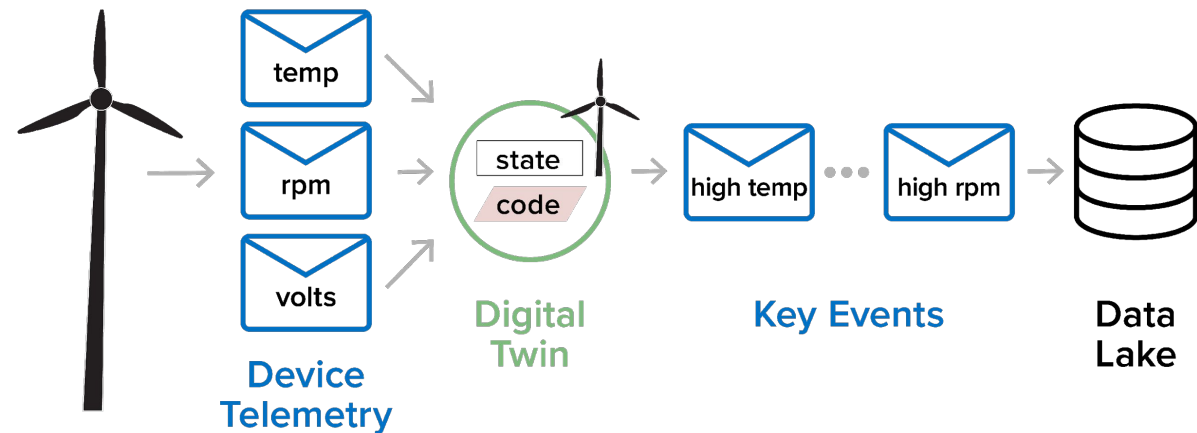 temp
rpm
volts
Device
Telemetry
state
code
Digital
Twin
high temp
high rpm
Key Events
Data
Lake